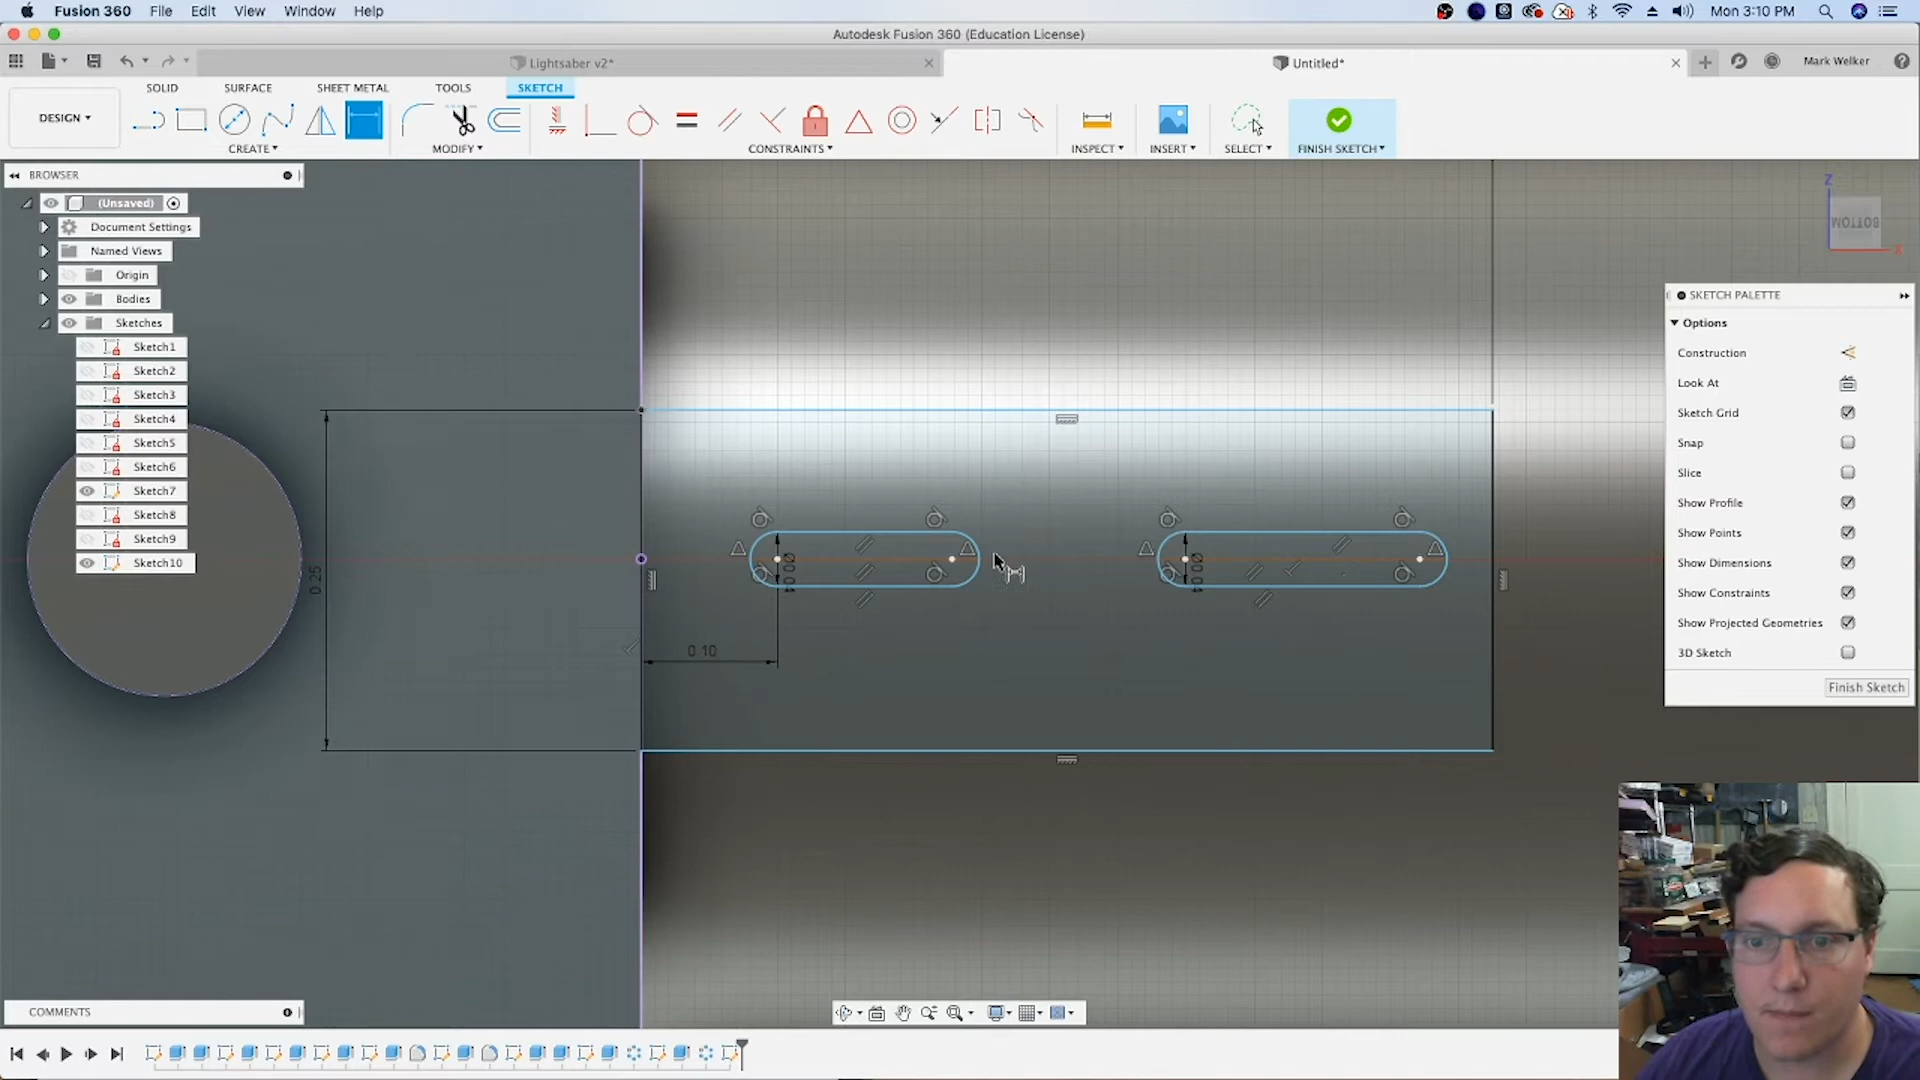 Fusion 360 File Edit View Window Help Mon 3:10 PM
Autodesk Fusion 360 (Education License)
Lightsaber v2* Untitled* Mark Welker
SOLID SURFACE SHEET METAL TOOLS SKETCH
DESIGN
CREATE MODIFY CONSTRAINTS INSPECT INSERT SELECT FINISH SKETCH
BROWSER
(Unsaved)
Document Settings
Named Views
Origin
Bodies
Sketches
Sketch1
Sketch2
Sketch3
Sketch4
Sketch5
Sketch6
Sketch7
Sketch8
Sketch9
Sketch10
0.25
0.10
Ø0.04
Ø0.04
Z
BOTTOM
X
SKETCH PALETTE
Options
Construction
Look At
Sketch Grid
Snap
Slice
Show Profile
Show Points
Show Dimensions
Show Constraints
Show Projected Geometries
3D Sketch
Finish Sketch
COMMENTS